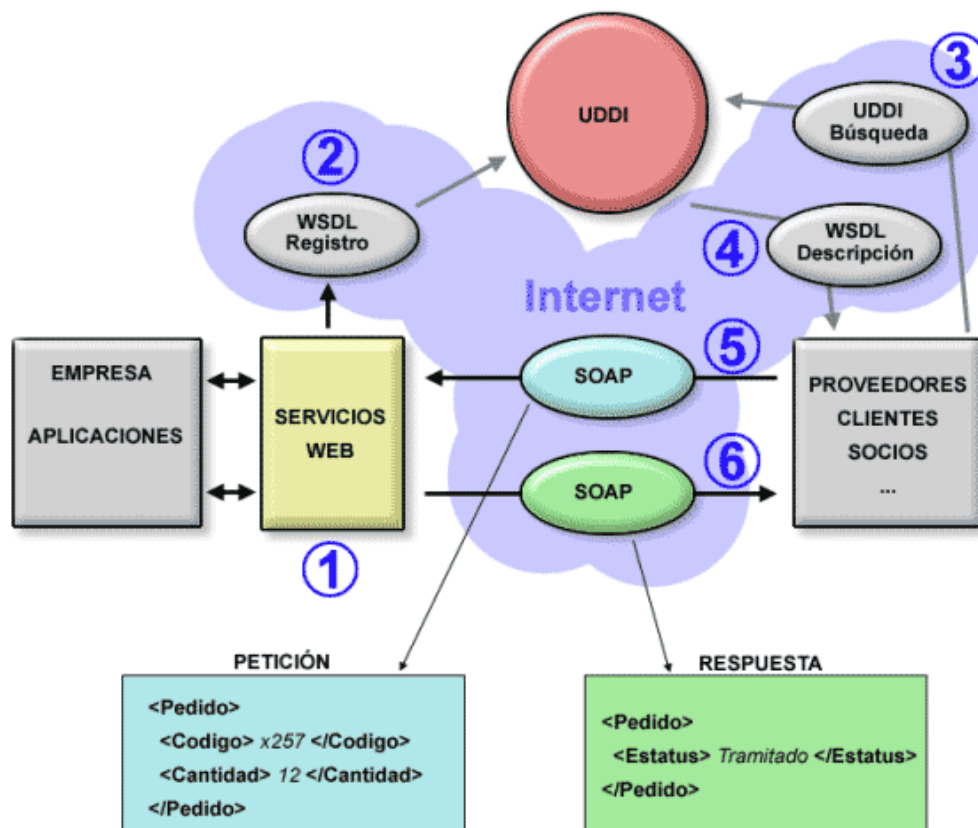 UDDI
3
UDDI
Búsqueda
2
WSDL
Registro
4
WSDL
Descripción
Internet
EMPRESA
APLICACIONES
SERVICIOS
WEB
SOAP
5
PROVEEDORES
CLIENTES
SOCIOS
...
SOAP
6
1
PETICIÓN
<Pedido>
<Codigo> x257 </Codigo>
<Cantidad> 12 </Cantidad>
</Pedido>
RESPUESTA
<Pedido>
<Estatus> Tramitado </Estatus>
</Pedido>